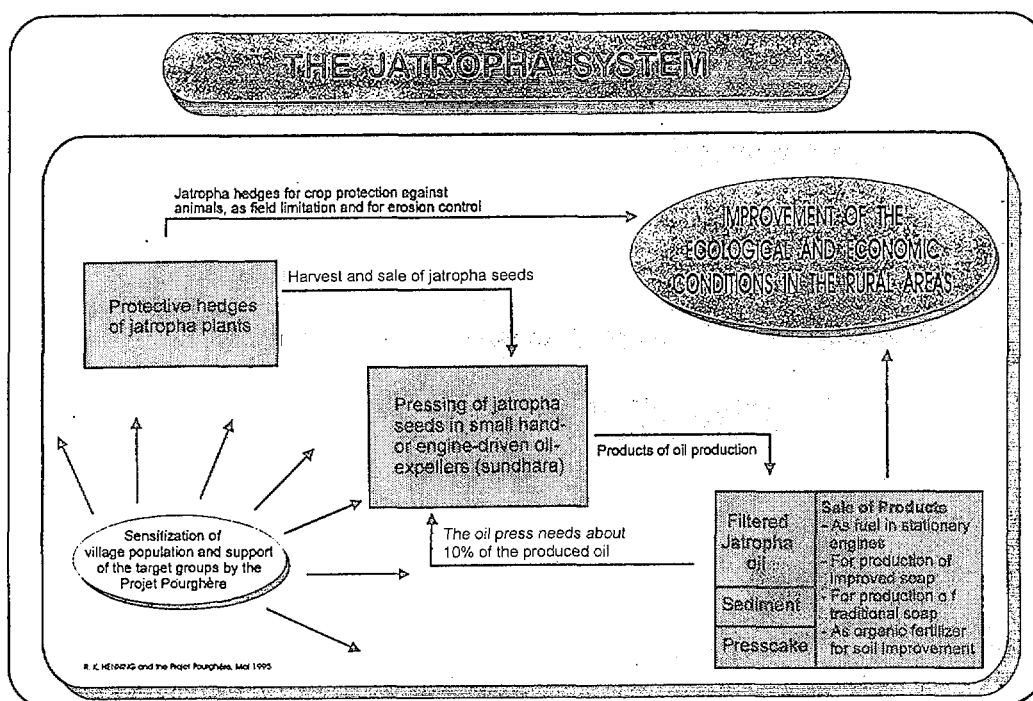 THE JATROPHA SYSTEM
Jatropha hedges for crop protection against
animals, as field limitation and for erosion control
IMPROVEMENT OF THE
ECOLOGICAL AND ECONOMIC
CONDITIONS IN THE RURAL AREAS
Protective hedges
of jatropha plants
Harvest and sale of jatropha seeds
Pressing of jatropha
seeds in small hand-
or engine-driven oil-
expellers (sundhara)
Products of oil production
Sensitization of
village population and support
of the target groups by the
Projet Pourghère
The oil press needs about
10% of the produced oil
Filtered
Jatropha
oil
Sediment
Presscake
Sale of Products
- As fuel in stationary
engines
- For production of
improved soap
- For production of
traditional soap
- As organic fertilizer
for soil improvement
R. K. HENNING and the Projet Pourghère, Mai 1995